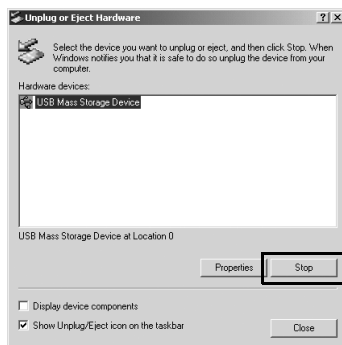 Unplug or Eject Hardware
Select the device you want to unplug or eject, and then click Stop. When
Windows notifies you that it is safe to do so unplug the device from your
computer.
Hardware devices:
USB Mass Storage Device
USB Mass Storage Device at Location 0
Properties
Stop
Display device components
Show Unplug/Eject icon on the taskbar
Close